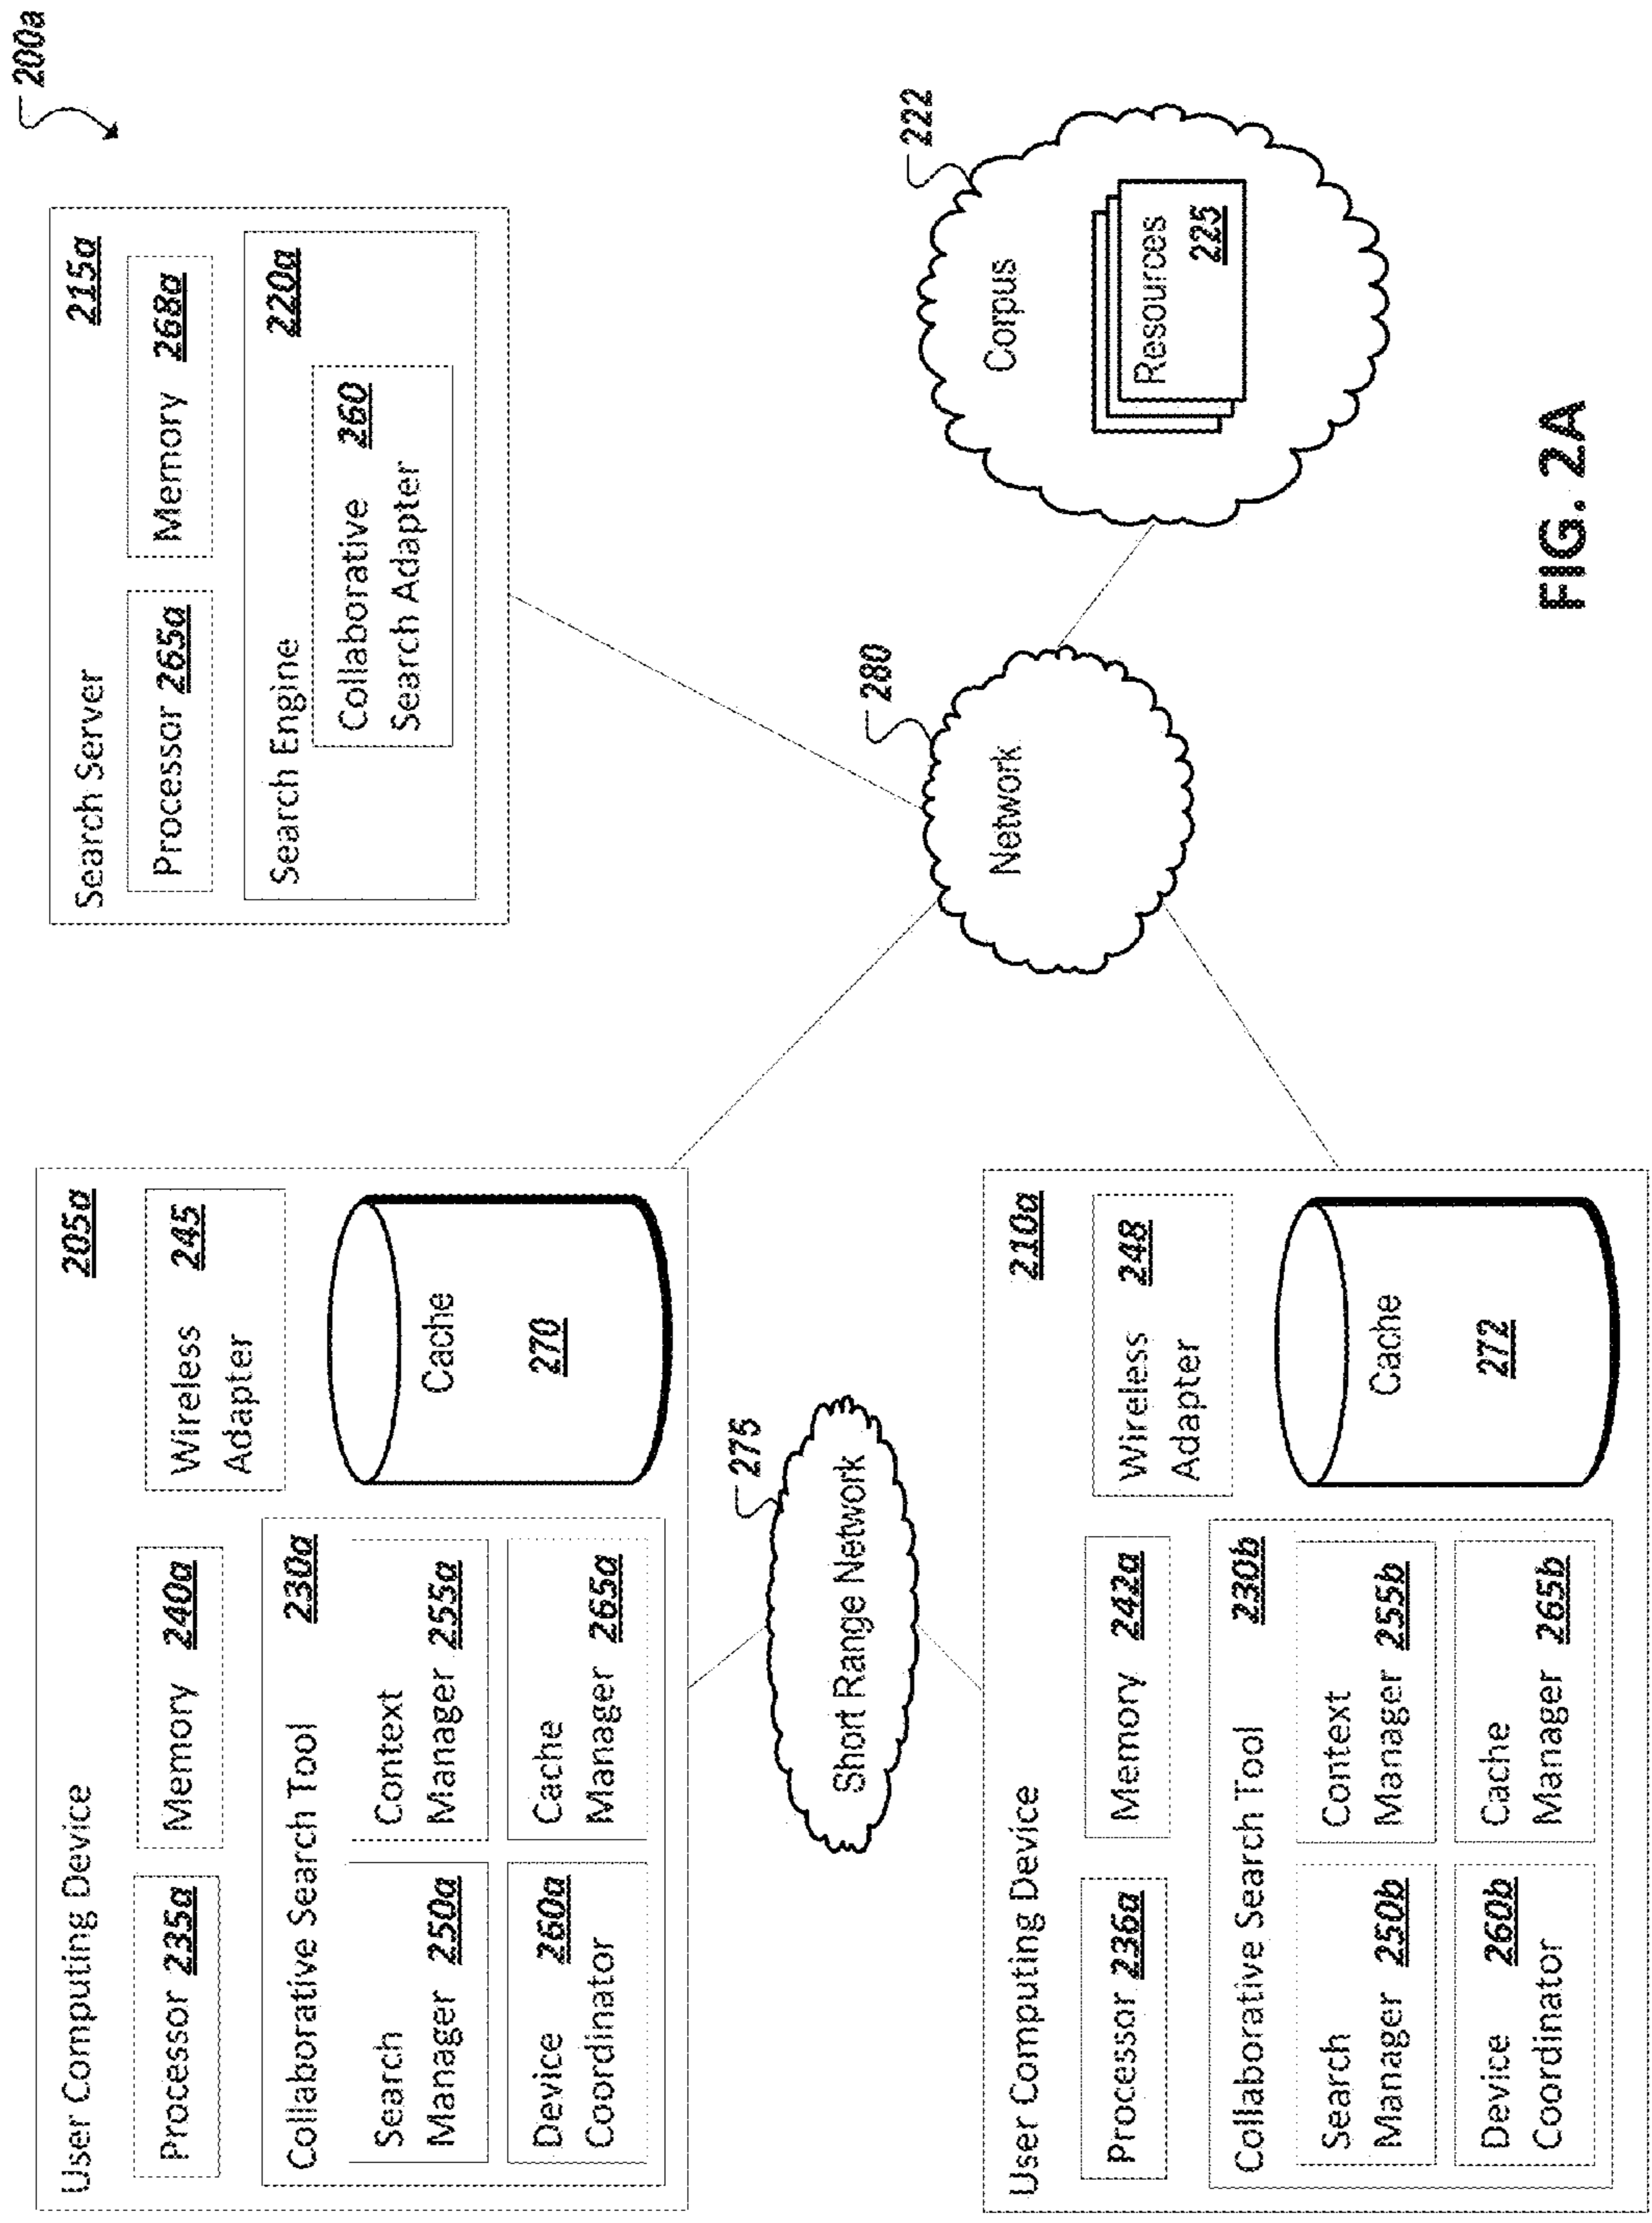 200a
User Computing Device 205a
Processor 235a
Memory 240a
Wireless 245
Adapter
Collaborative Search Tool 230a
Search
Manager 250a
Context
Manager 255a
Device 260a
Coordinator
Cache
Manager 265a
Cache
270
Search Server 215a
Processor 265a
Memory 268a
Search Engine 220a
Collaborative 260
Search Adapter
275
Short Range Network
280
Network
222
Corpus
Resources
225
User Computing Device 210a
Processor 236a
Memory 242a
Wireless 248
Adapter
Collaborative Search Tool 230b
Search
Manager 250b
Context
Manager 255b
Device 260b
Coordinator
Cache
Manager 265b
Cache
272
FIG. 2A